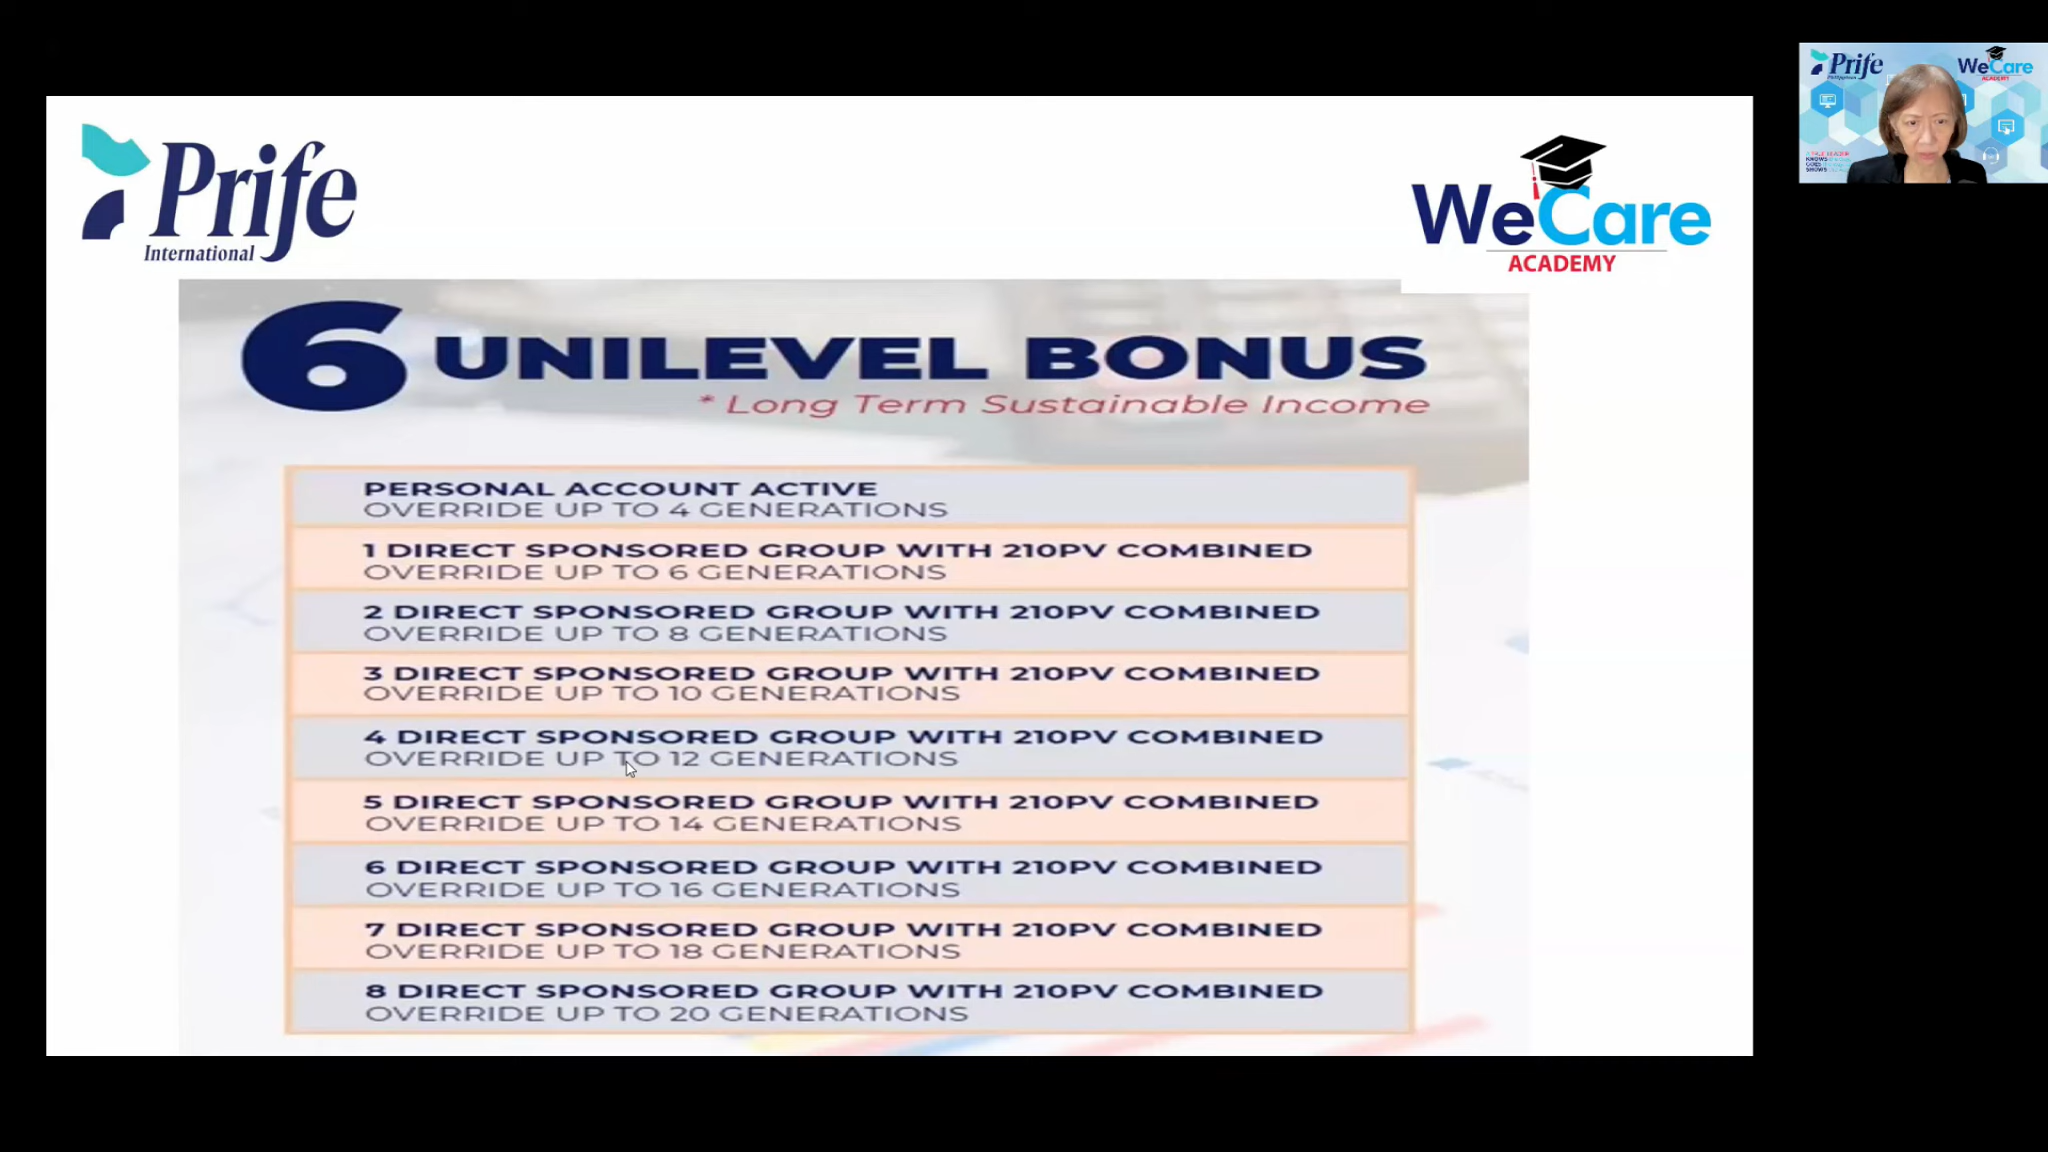 Prife
International
WeCare
ACADEMY
6 UNILEVEL BONUS
* Long Term Sustainable Income
PERSONAL ACCOUNT ACTIVE
OVERRIDE UP TO 4 GENERATIONS
1 DIRECT SPONSORED GROUP WITH 210PV COMBINED
OVERRIDE UP TO 6 GENERATIONS
2 DIRECT SPONSORED GROUP WITH 210PV COMBINED
OVERRIDE UP TO 8 GENERATIONS
3 DIRECT SPONSORED GROUP WITH 210PV COMBINED
OVERRIDE UP TO 10 GENERATIONS
4 DIRECT SPONSORED GROUP WITH 210PV COMBINED
OVERRIDE UP TO 12 GENERATIONS
5 DIRECT SPONSORED GROUP WITH 210PV COMBINED
OVERRIDE UP TO 14 GENERATIONS
6 DIRECT SPONSORED GROUP WITH 210PV COMBINED
OVERRIDE UP TO 16 GENERATIONS
7 DIRECT SPONSORED GROUP WITH 210PV COMBINED
OVERRIDE UP TO 18 GENERATIONS
8 DIRECT SPONSORED GROUP WITH 210PV COMBINED
OVERRIDE UP TO 20 GENERATIONS
Prife
WeCare
ACADEMY
KNOWS
GOES
SHOWS